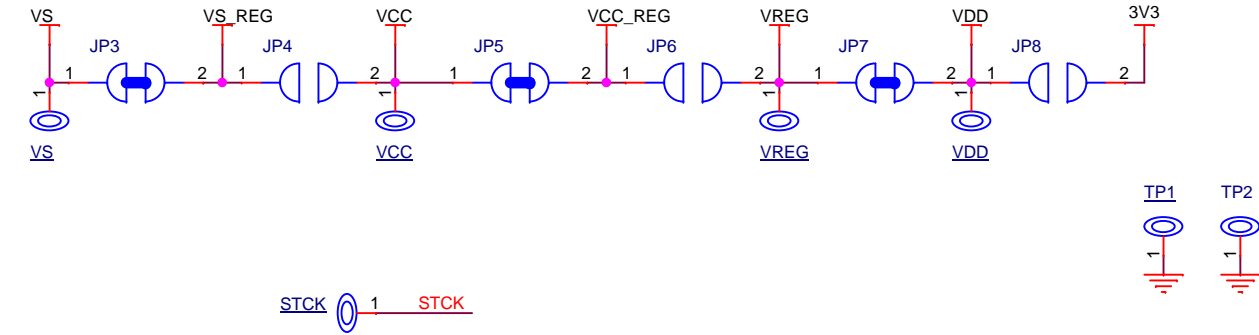 VS VS_REG VCC VCC_REG VREG VDD 3V3
JP3 JP4 JP5 JP6 JP7 JP8
1 2 1 2 1 2 1 2 1 2 1 2
1 1 1 1
VS VCC VREG VDD
TP1 TP2
1 1
STCK 1 STCK